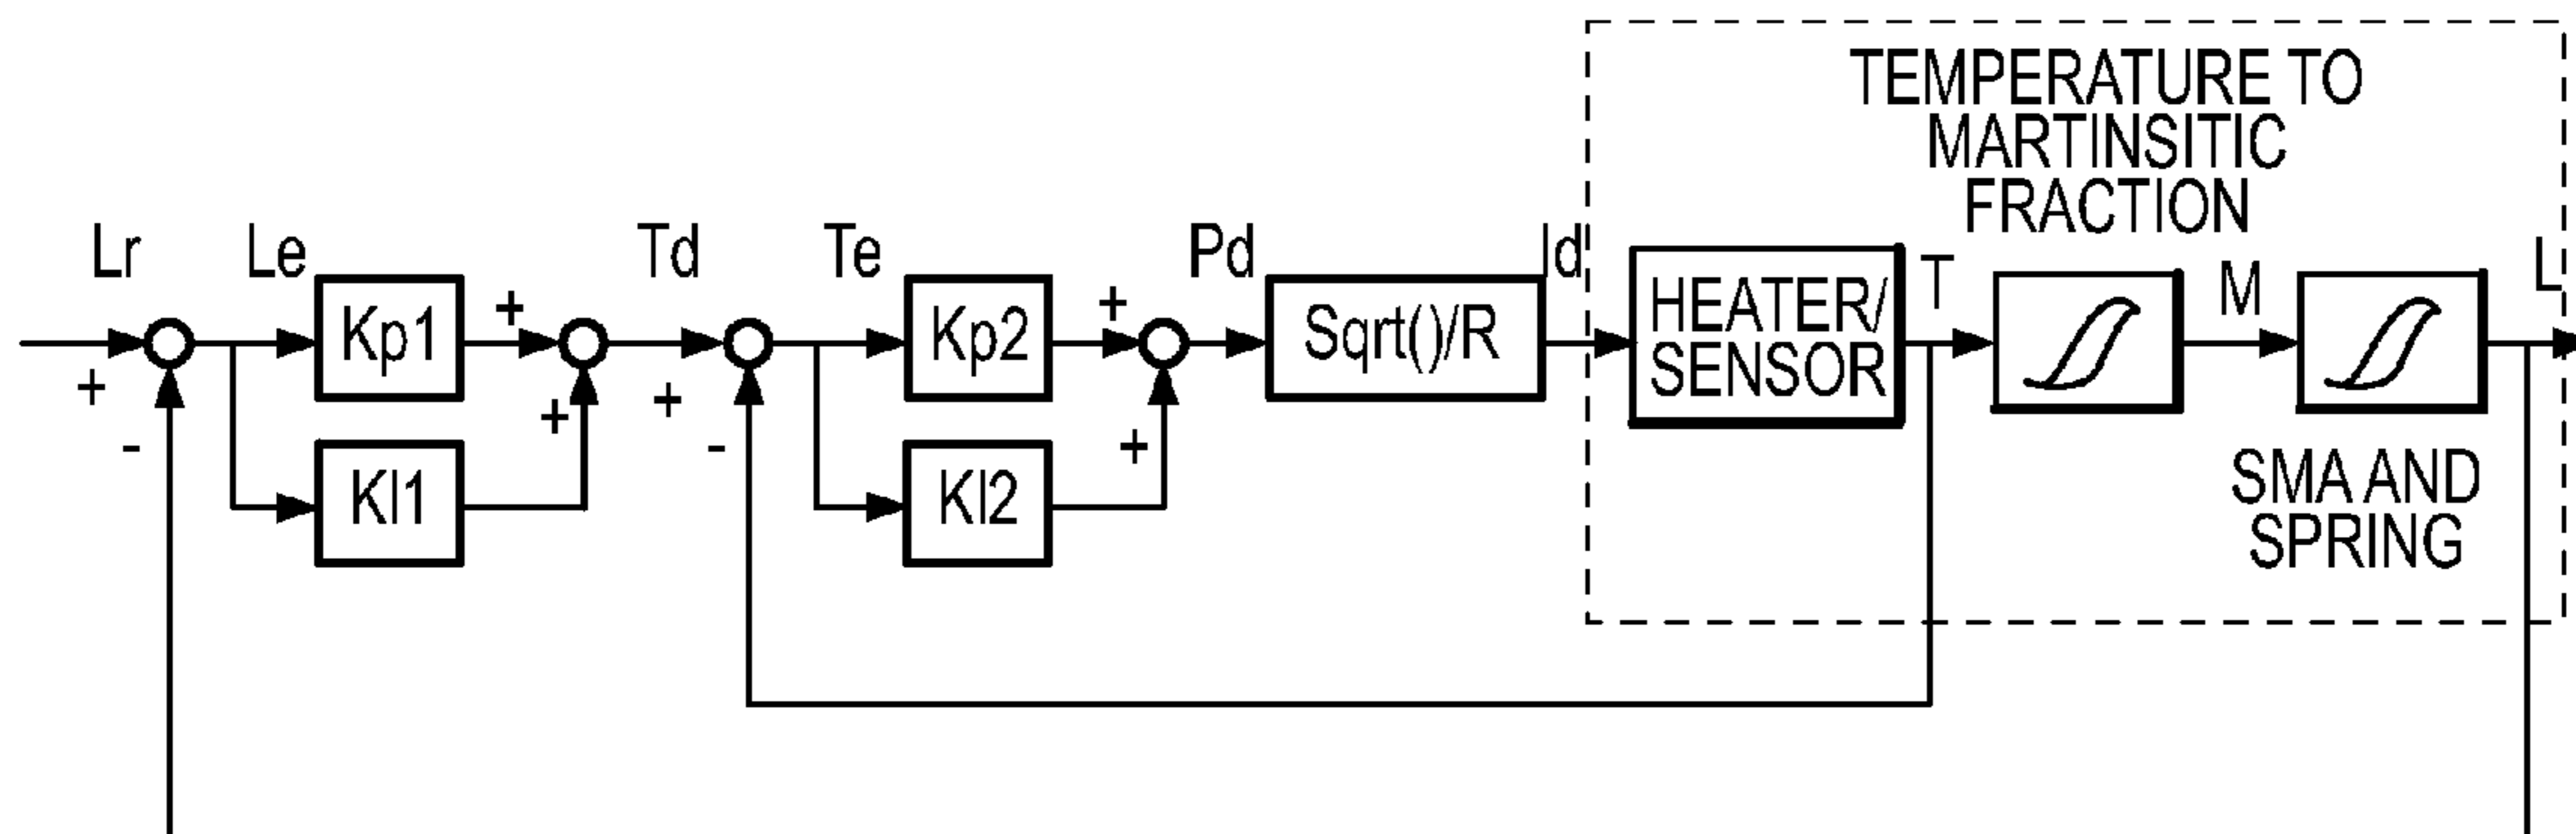 TEMPERATURE TO
MARTINSITIC
FRACTION
Lr
Le
Td
Te
Pd
Id
T
M
L
Kp1
+
Kp2
+
Sqrt()/R
HEATER/
SENSOR
+
-
+
+
-
+
KI1
KI2
SMA AND
SPRING